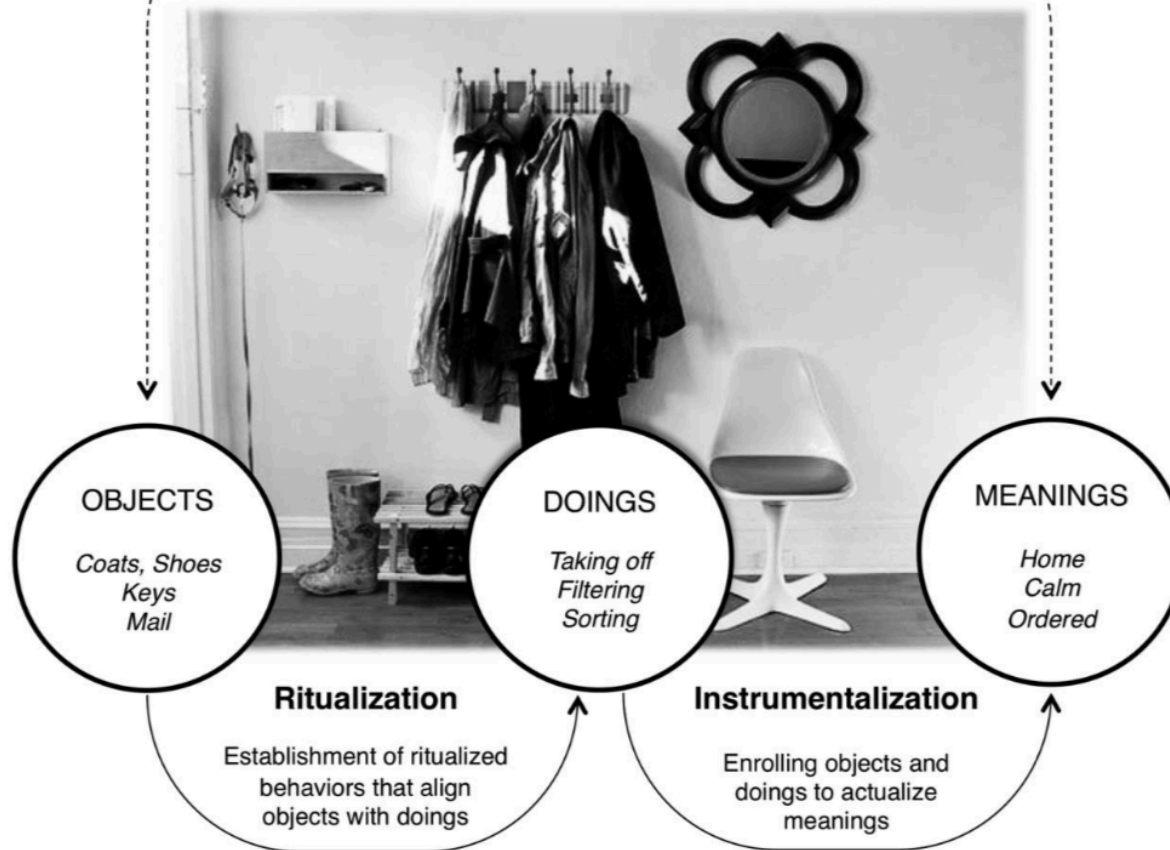 OBJECTS
Coats, Shoes
Keys
Mail
DOINGS
Taking off
Filtering
Sorting
MEANINGS
Home
Calm
Ordered
Ritualization
Establishment of ritualized
behaviors that align
objects with doings
Instrumentalization
Enrolling objects and
doings to actualize
meanings